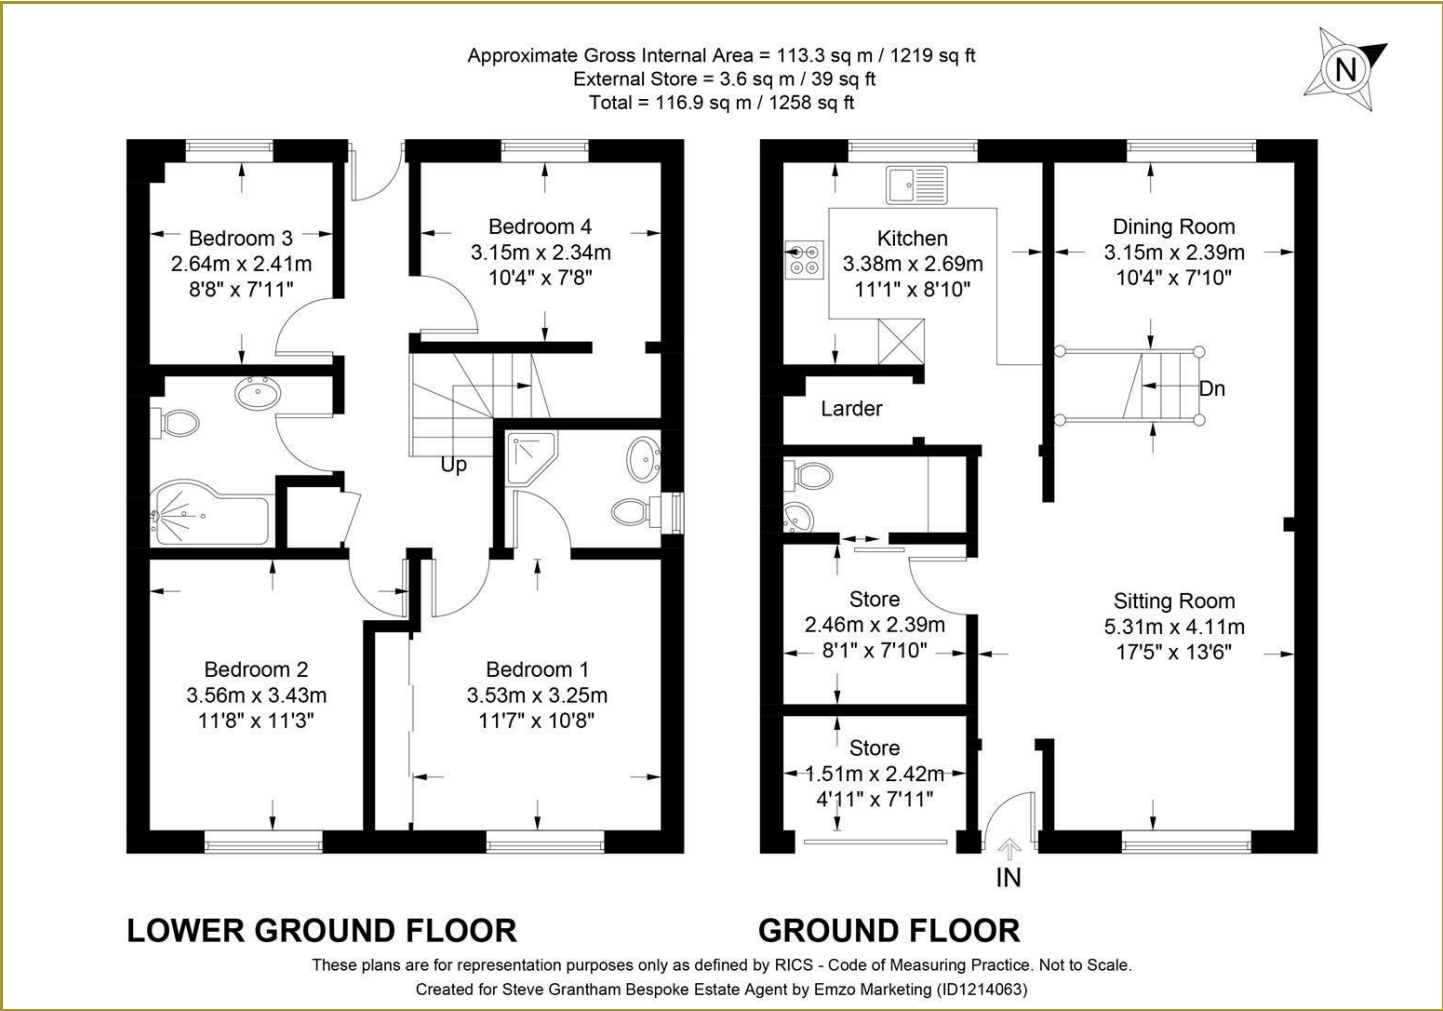 Approximate Gross Internal Area = 113.3 sq m / 1219 sq ft
External Store = 3.6 sq m / 39 sq ft
Total = 116.9 sq m / 1258 sq ft
N
Bedroom 3
2.64m x 2.41m
8'8" x 7'11"
Bedroom 4
3.15m x 2.34m
10'4" x 7'8"
Up
Bedroom 2
3.56m x 3.43m
11'8" x 11'3"
Bedroom 1
3.53m x 3.25m
11'7" x 10'8"
LOWER GROUND FLOOR
Kitchen
3.38m x 2.69m
11'1" x 8'10"
Dining Room
3.15m x 2.39m
10'4" x 7'10"
Dn
Larder
Store
2.46m x 2.39m
8'1" x 7'10"
Sitting Room
5.31m x 4.11m
17'5" x 13'6"
Store
1.51m x 2.42m
4'11" x 7'11"
IN
GROUND FLOOR
These plans are for representation purposes only as defined by RICS - Code of Measuring Practice. Not to Scale.
Created for Steve Grantham Bespoke Estate Agent by Emzo Marketing (ID1214063)